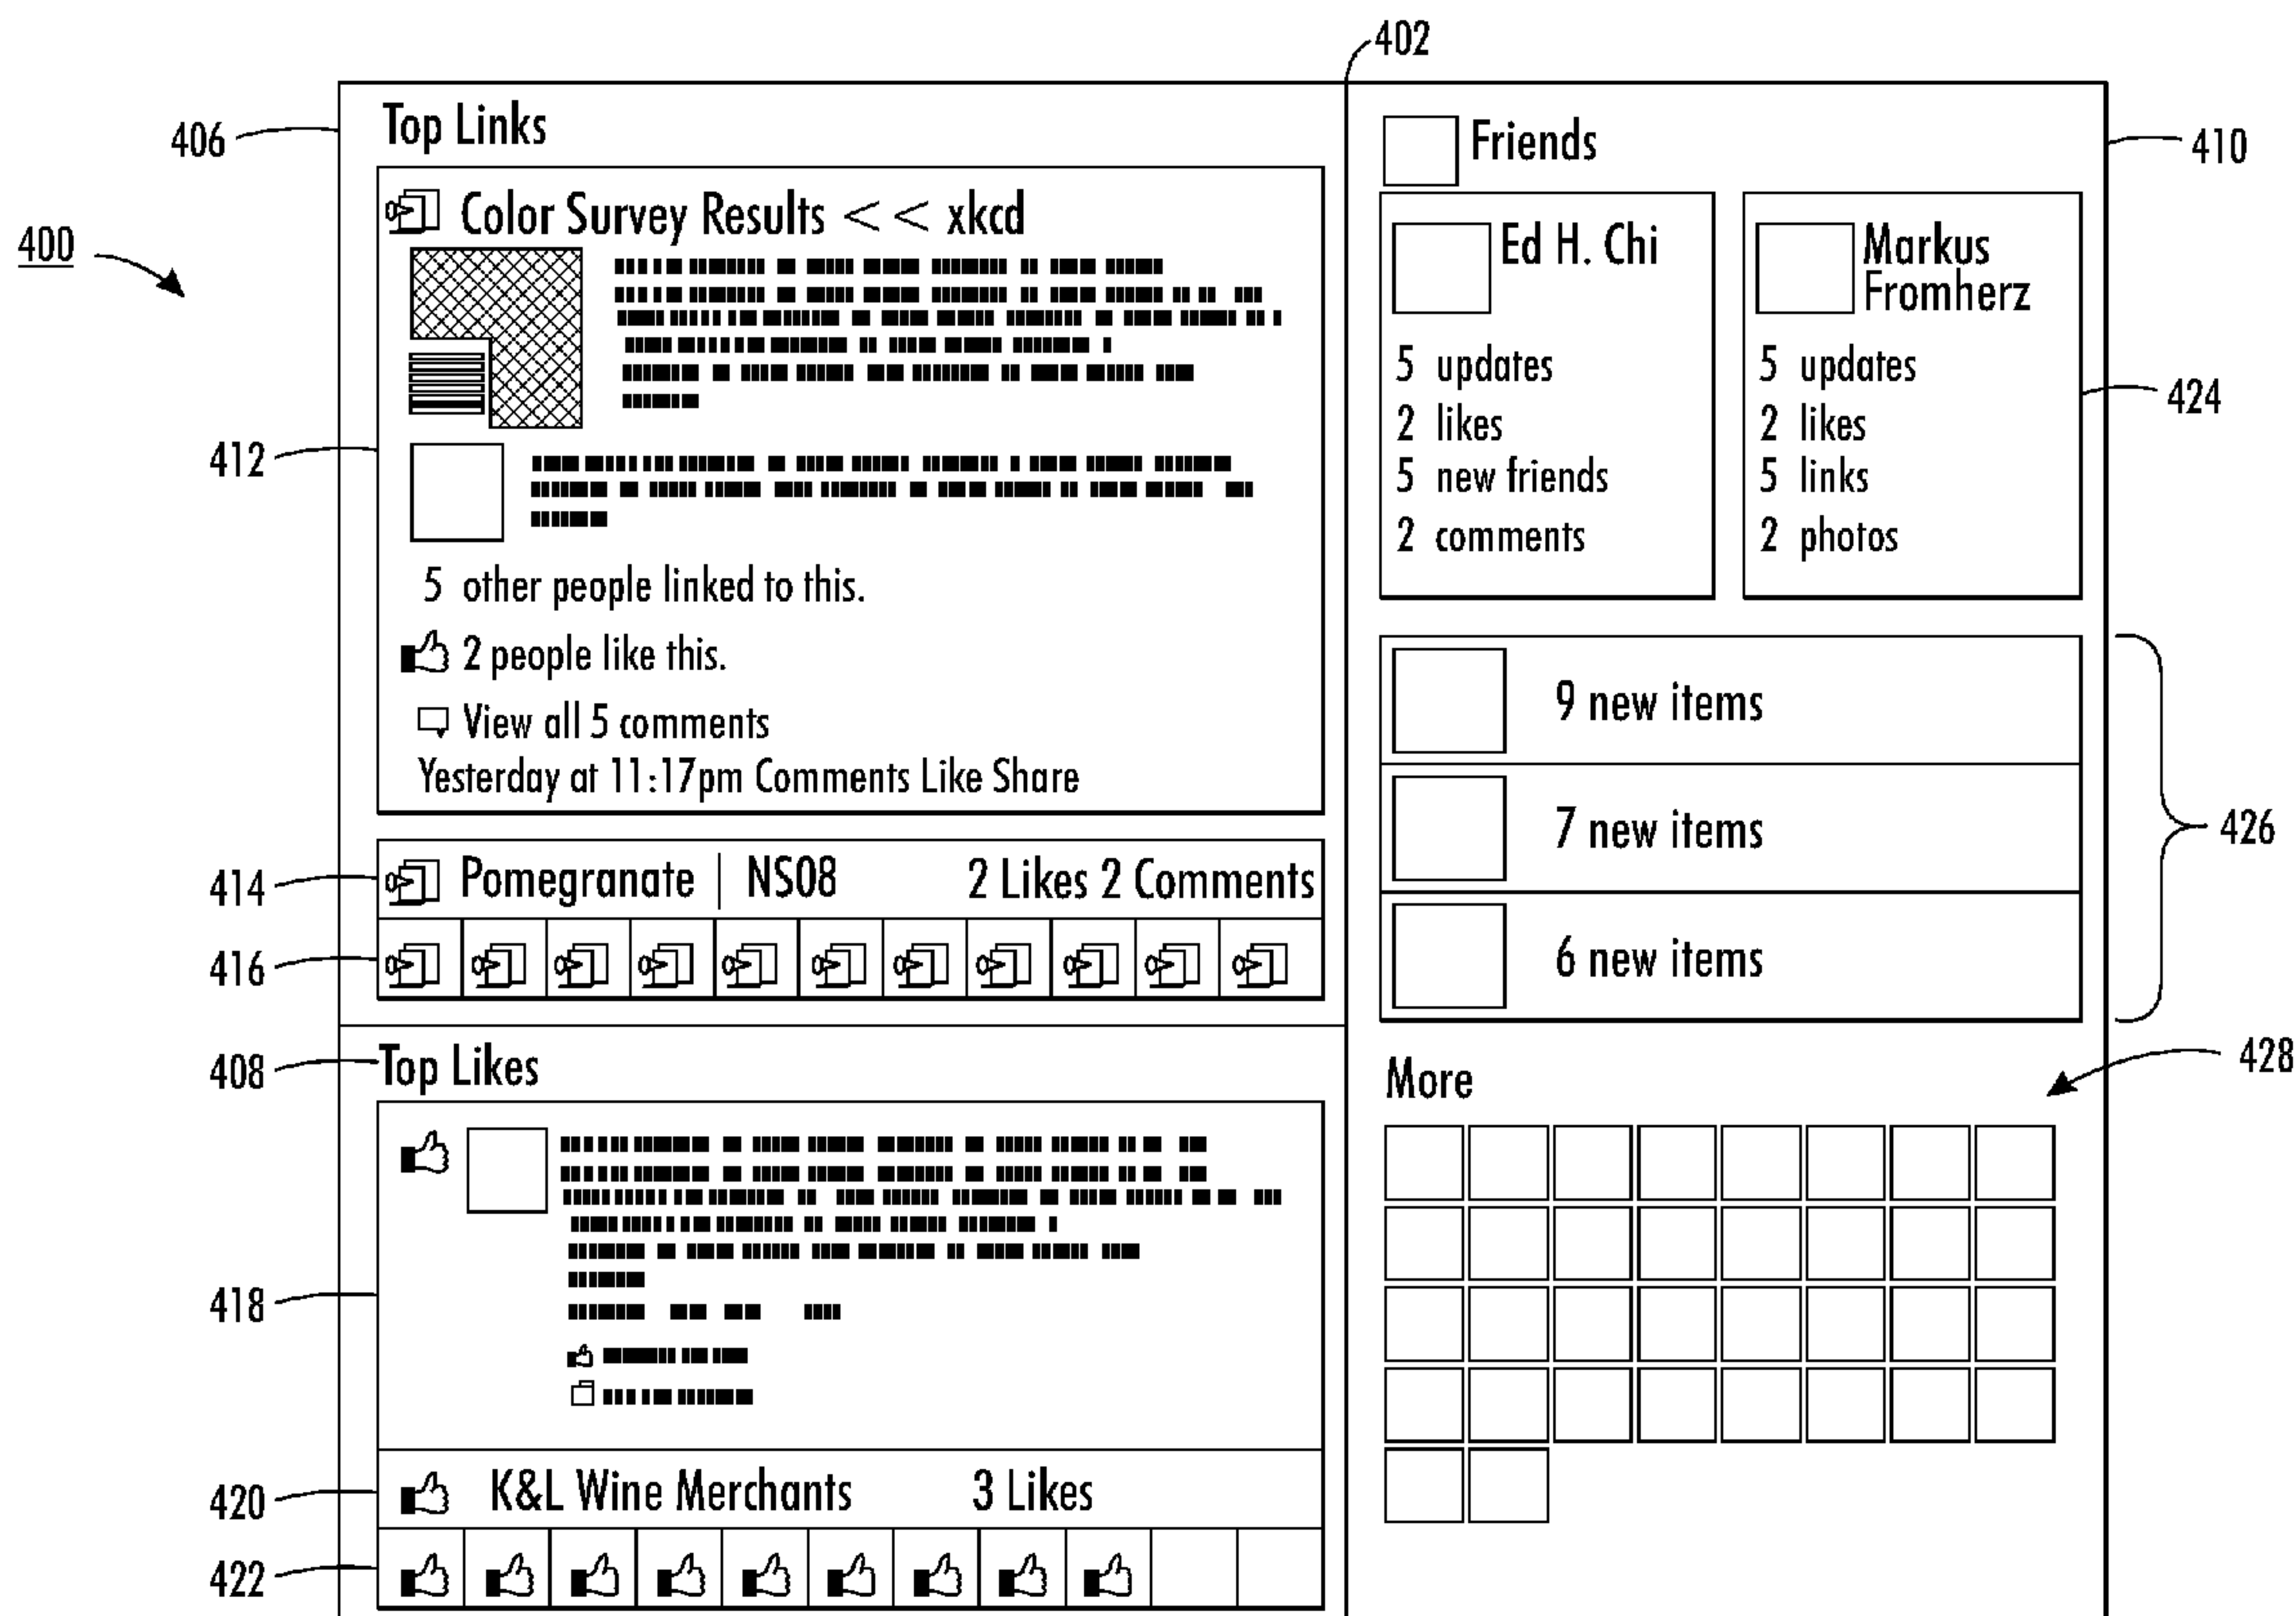 402
406
Top Links
400
Color Survey Results << xkcd
412
5 other people linked to this.
2 people like this.
View all 5 comments
Yesterday at 11:17pm Comments Like Share
414
Pomegranate | NS08 2 Likes 2 Comments
416
408
Top Likes
418
420
K&L Wine Merchants 3 Likes
422
Friends
410
Ed H. Chi
5 updates
2 likes
5 new friends
2 comments
Markus
Fromherz
5 updates
2 likes
5 links
2 photos
424
9 new items
7 new items
6 new items
426
More
428